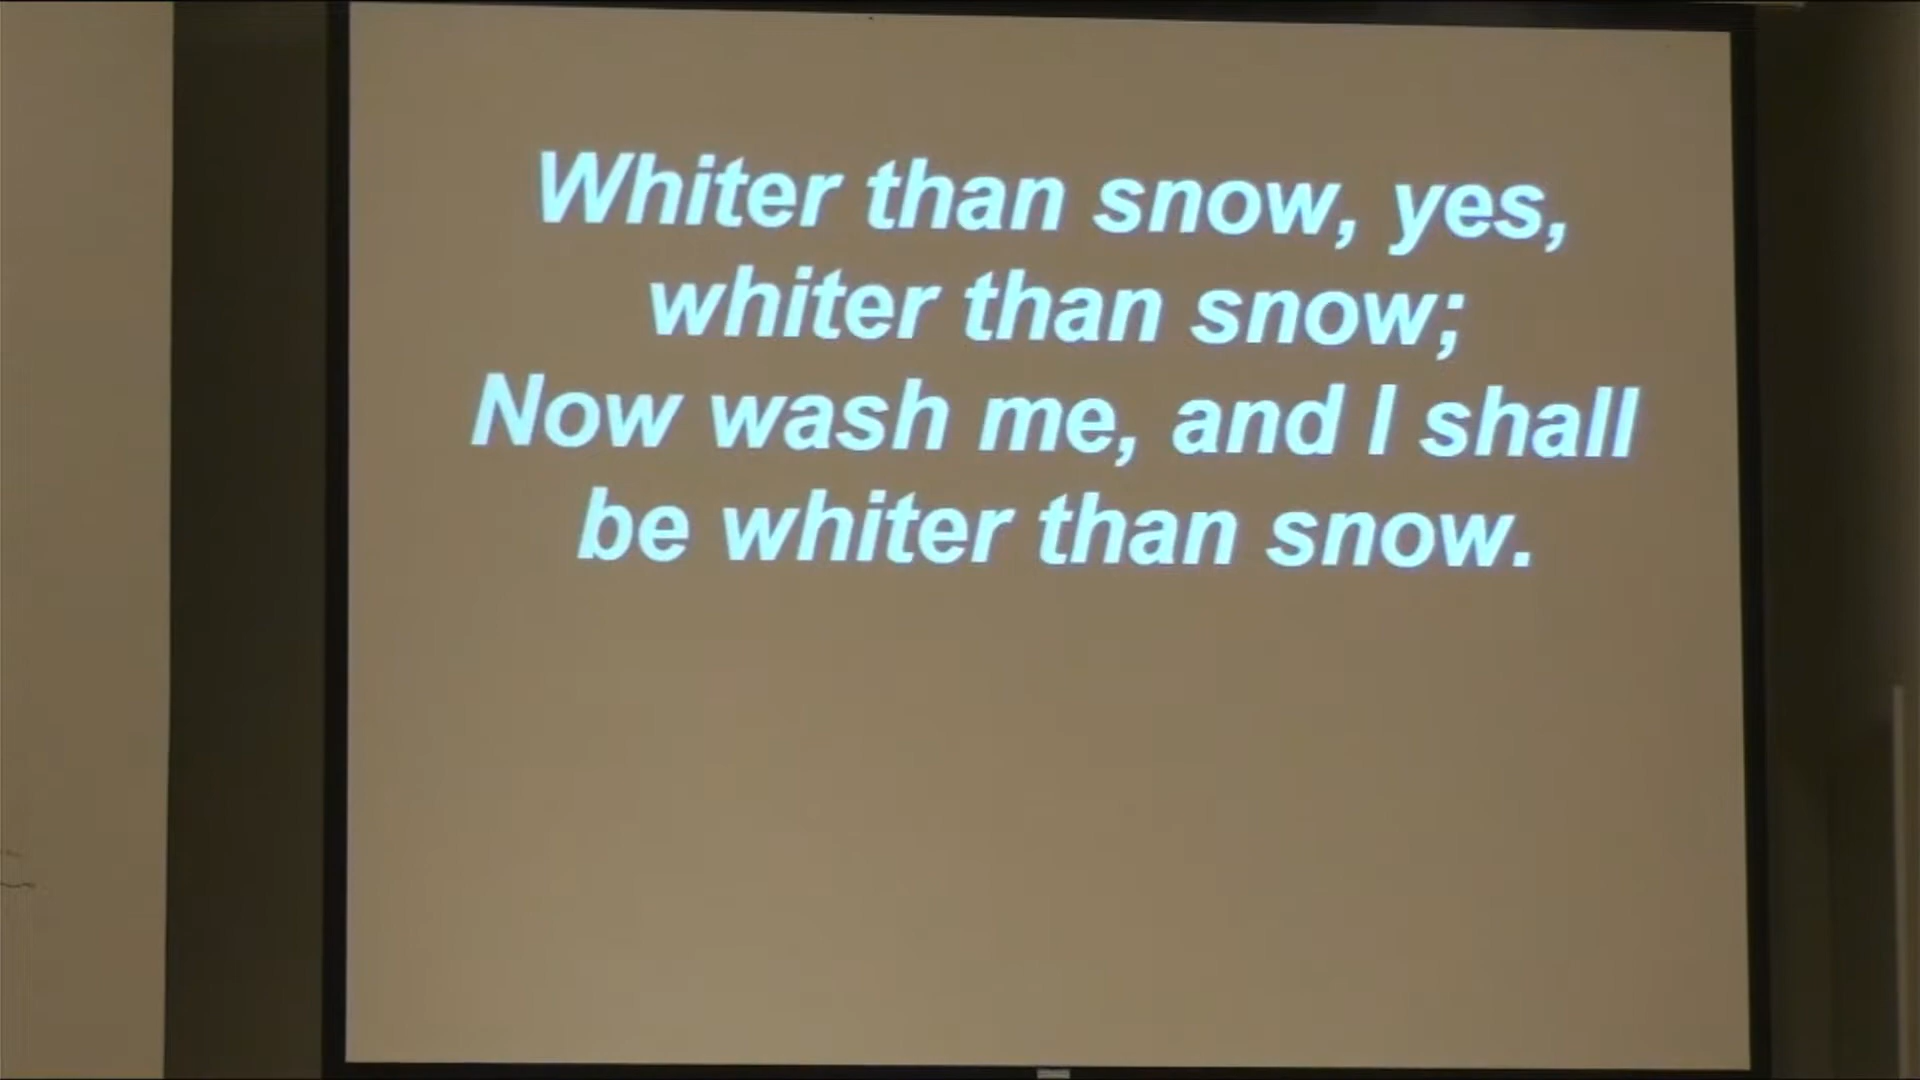 Whiter than snow, yes,
whiter than snow;
Now wash me, and I shall
be whiter than snow.